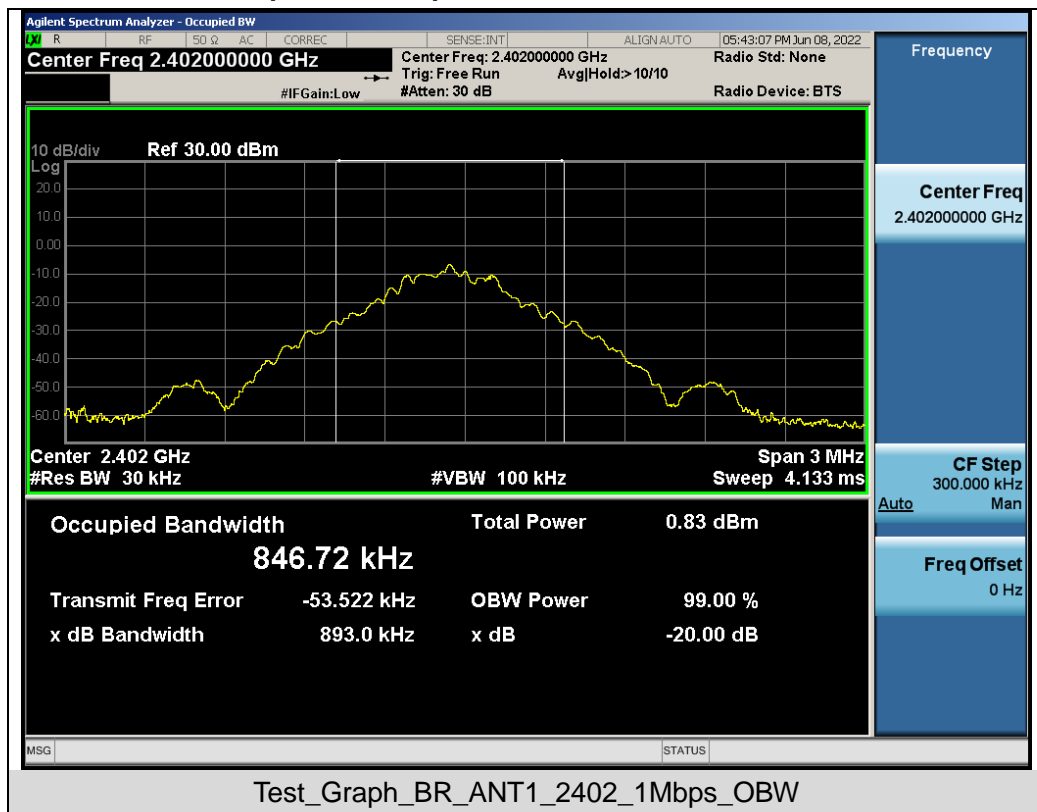 Agilent Spectrum Analyzer - Occupied BW
LXI R RF 50 Ω AC CORREC SENSE:INT ALIGN AUTO 05:43:07 PM Jun 08, 2022
Center Freq 2.402000000 GHz
Center Freq: 2.402000000 GHz Radio Std: None
Trig: Free Run Avg|Hold:>10/10
#IFGain:Low #Atten: 30 dB Radio Device: BTS
Frequency
10 dB/div Ref 30.00 dBm
Log
20.0
10.0
0.00
-10.0
-20.0
-30.0
-40.0
-50.0
-60.0
Center 2.402 GHz Span 3 MHz
#Res BW 30 kHz #VBW 100 kHz Sweep 4.133 ms
Center Freq
2.402000000 GHz
CF Step
300.000 kHz
Auto Man
Freq Offset
0 Hz
Occupied Bandwidth Total Power 0.83 dBm
846.72 kHz
Transmit Freq Error -53.522 kHz OBW Power 99.00 %
x dB Bandwidth 893.0 kHz x dB -20.00 dB
MSG STATUS
Test_Graph_BR_ANT1_2402_1Mbps_OBW